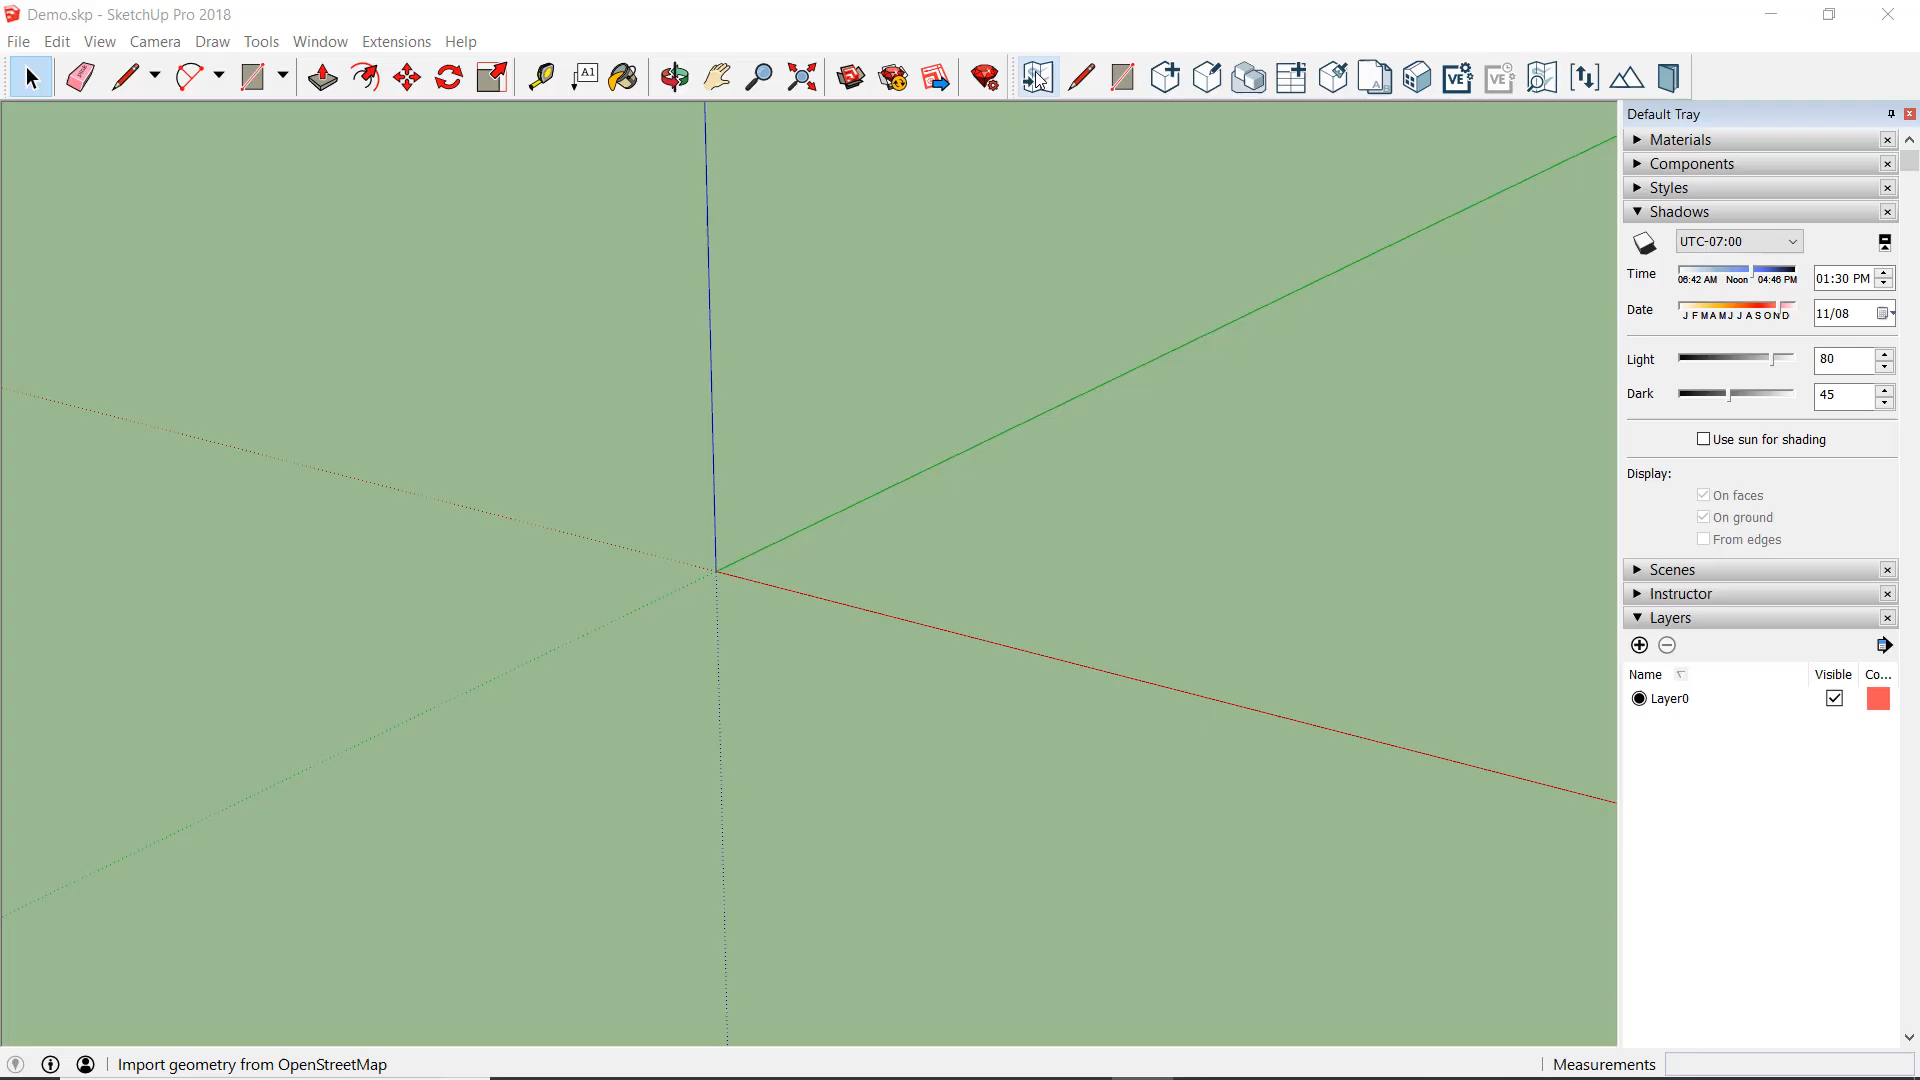 Demo.skp - SketchUp Pro 2018
File Edit View Camera Draw Tools Window Extensions Help
A1
VE
VE
Default Tray
Materials
Components
Styles
Shadows
UTC-07:00
Time
06:42 AM Noon 04:46 PM
01:30 PM
Date
J F M A M J J A S O N D
11/08
Light
80
Dark
45
Use sun for shading
Display:
On faces
On ground
From edges
Scenes
Instructor
Layers
Name Visible Co...
Layer0
Import geometry from OpenStreetMap
Measurements